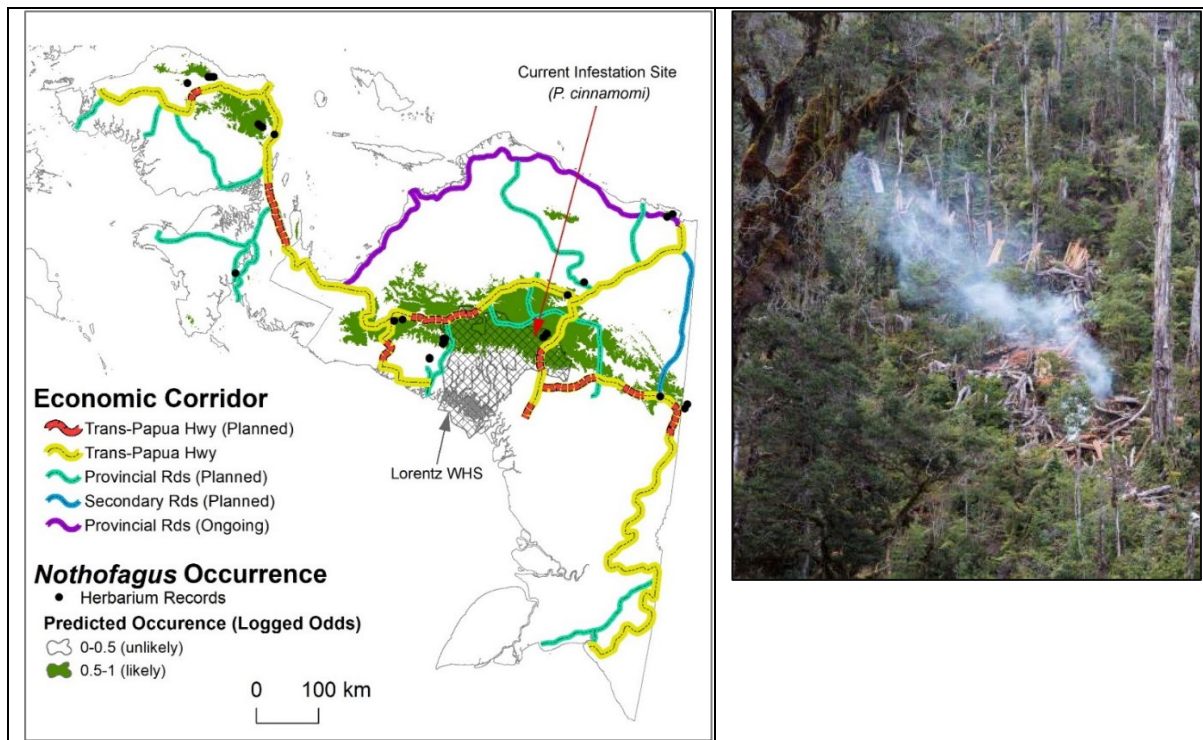 Current Infestation Site
(P. cinnamomi)
Lorentz WHS
Economic Corridor
Trans-Papua Hwy (Planned)
Trans-Papua Hwy
Provincial Rds (Planned)
Secondary Rds (Planned)
Provincial Rds (Ongoing)
Nothofagus Occurrence
Herbarium Records
Predicted Occurence (Logged Odds)
0-0.5 (unlikely)
0.5-1 (likely)
0 100 km